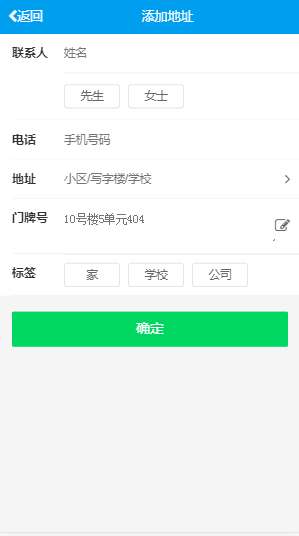 返回 添加地址
联系人 姓名
先生 女士
电话 手机号码
地址 小区/写字楼/学校
门牌号 10号楼5单元404
标签 家 学校 公司
确定